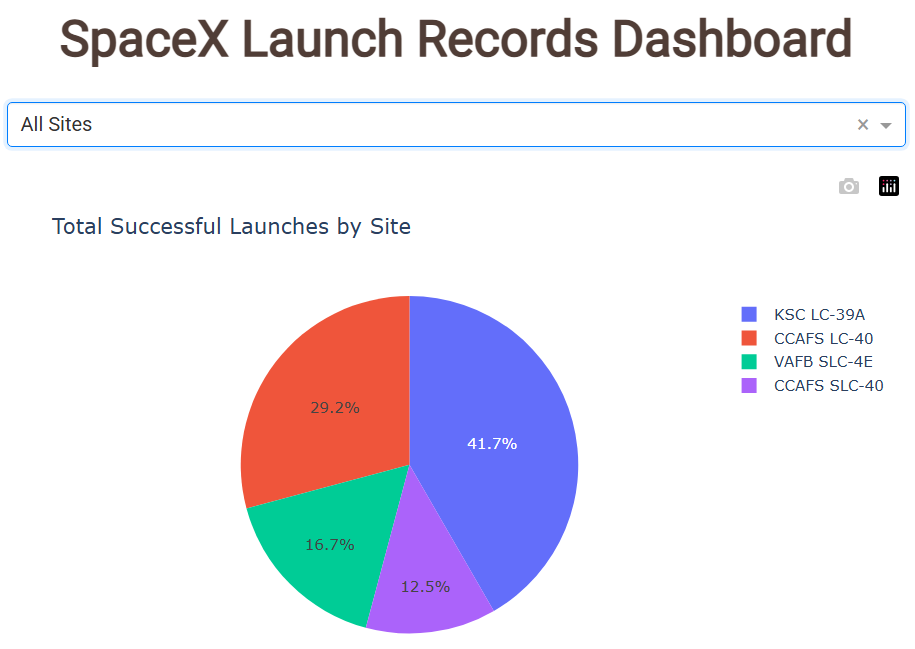 SpaceX Launch Records Dashboard
All Sites
Total Successful Launches by Site
KSC LC-39A
CCAFS LC-40
VAFB SLC-4E
CCAFS SLC-40
29.2%
41.7%
16.7%
12.5%